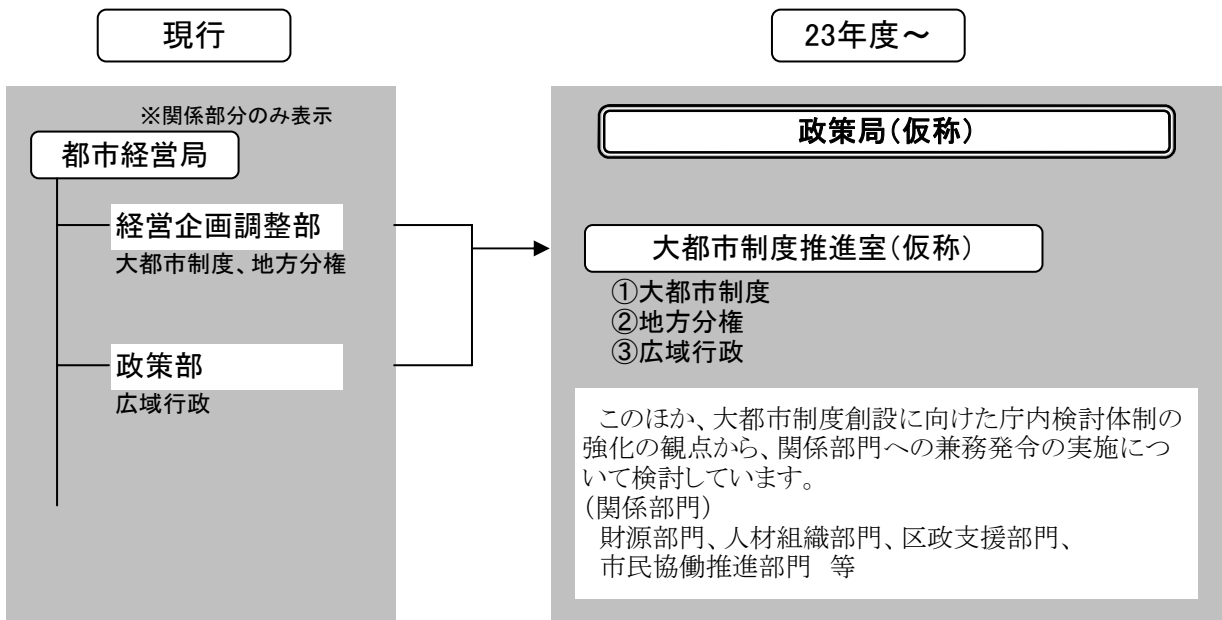 現行
※関係部分のみ表示
都市経営局
経営企画調整部
大都市制度、地方分権
政策部
広域行政
23年度～
政策局(仮称)
大都市制度推進室(仮称)
①大都市制度
②地方分権
③広域行政
このほか、大都市制度創設に向けた庁内検討体制の
強化の観点から、関係部門への兼務発令の実施につ
いて検討しています。
(関係部門)
財源部門、人材組織部門、区政支援部門、
市民協働推進部門　等